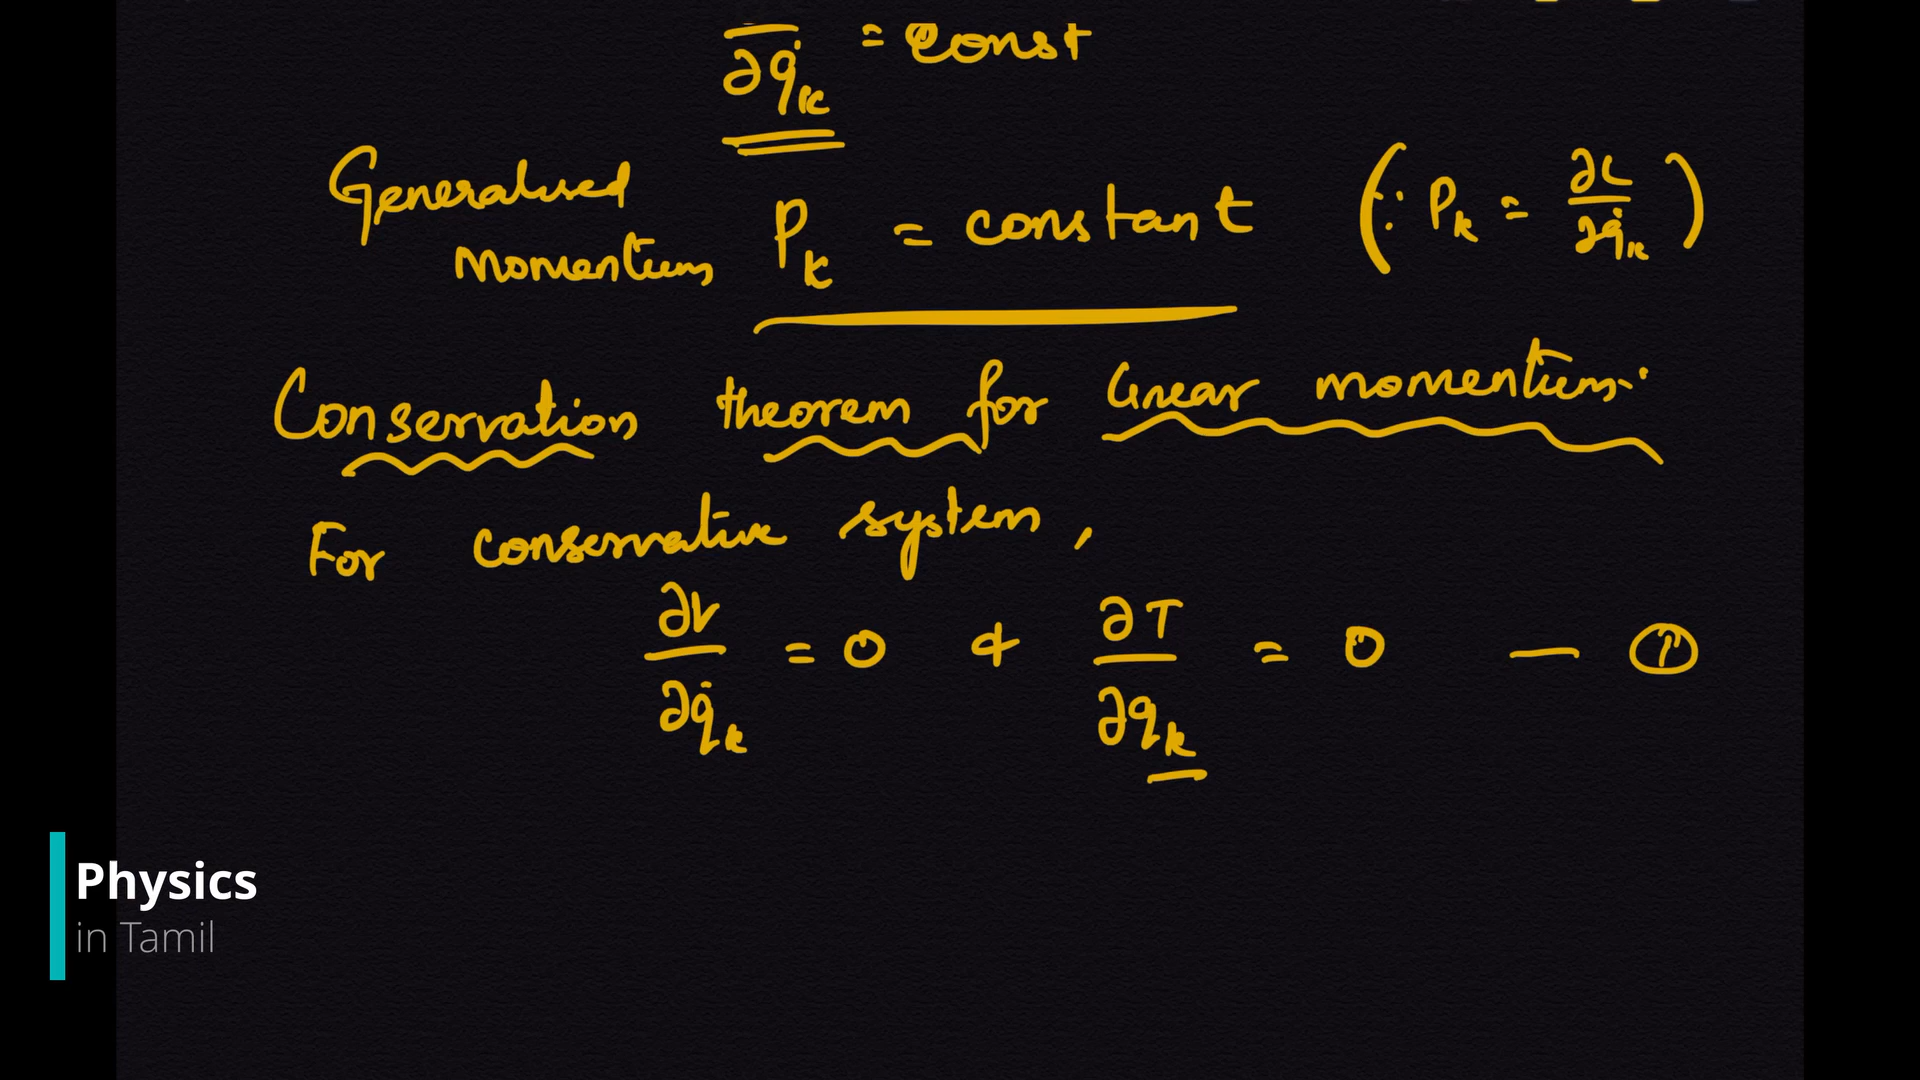 ∂q̇ₖ = const
Generalised
momentum Pₖ = constant (∵ Pₖ = ∂L/∂q̇ₖ)
Conservation theorem for linear momentum:
For conservative system,
∂V/∂q̇ₖ = 0 & ∂T/∂qₖ = 0 — ①
Physics
in Tamil